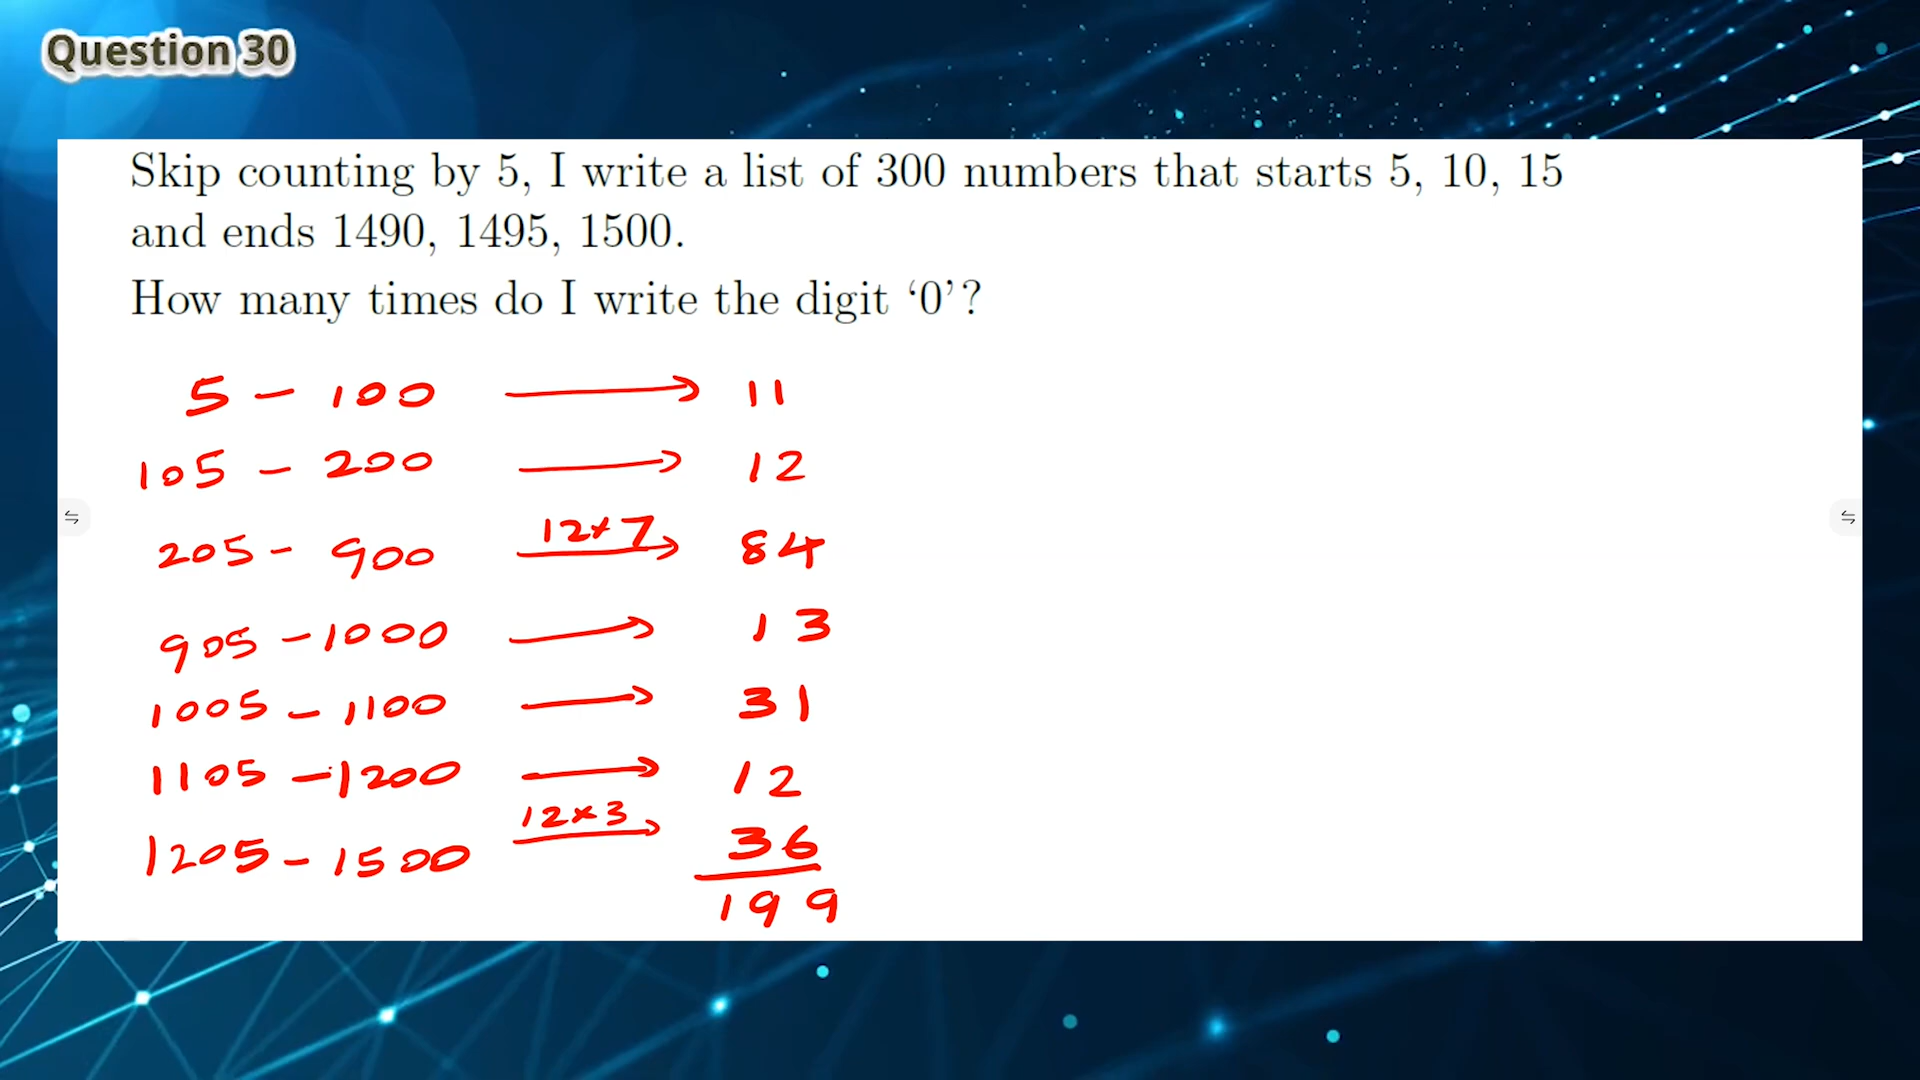 Question 30
Skip counting by 5, I write a list of 300 numbers that starts 5, 10, 15
and ends 1490, 1495, 1500.
How many times do I write the digit ‘0’?
5 – 100 → 11
105 – 200 → 12
205 – 900 12×7 → 84
905 – 1000 → 13
1005 – 1100 → 31
1105 – 1200 → 12
1205 – 1500 12×3 → 36
199